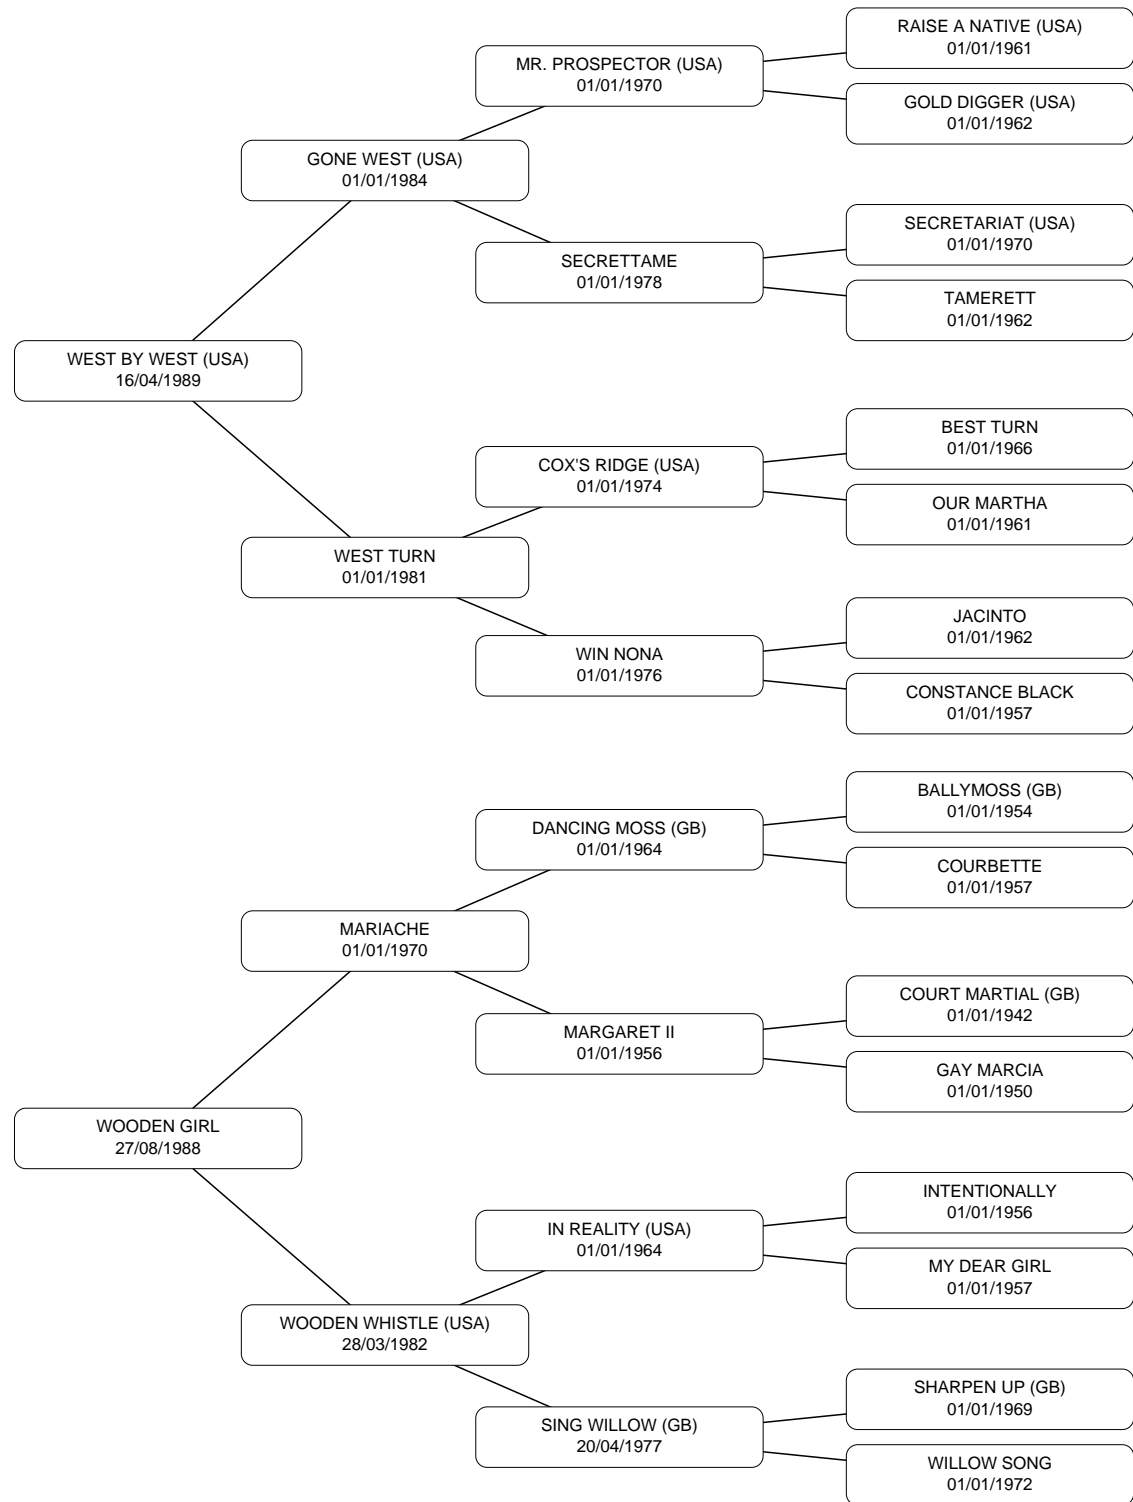 RAISE A NATIVE (USA)
01/01/1961
MR. PROSPECTOR (USA)
01/01/1970
GOLD DIGGER (USA)
01/01/1962
GONE WEST (USA)
01/01/1984
SECRETARIAT (USA)
01/01/1970
SECRETTAME
01/01/1978
TAMERETT
01/01/1962
WEST BY WEST (USA)
16/04/1989
BEST TURN
01/01/1966
COX'S RIDGE (USA)
01/01/1974
OUR MARTHA
01/01/1961
WEST TURN
01/01/1981
JACINTO
01/01/1962
WIN NONA
01/01/1976
CONSTANCE BLACK
01/01/1957
BALLYMOSS (GB)
01/01/1954
DANCING MOSS (GB)
01/01/1964
COURBETTE
01/01/1957
MARIACHE
01/01/1970
COURT MARTIAL (GB)
01/01/1942
MARGARET II
01/01/1956
GAY MARCIA
01/01/1950
WOODEN GIRL
27/08/1988
INTENTIONALLY
01/01/1956
IN REALITY (USA)
01/01/1964
MY DEAR GIRL
01/01/1957
WOODEN WHISTLE (USA)
28/03/1982
SHARPEN UP (GB)
01/01/1969
SING WILLOW (GB)
20/04/1977
WILLOW SONG
01/01/1972